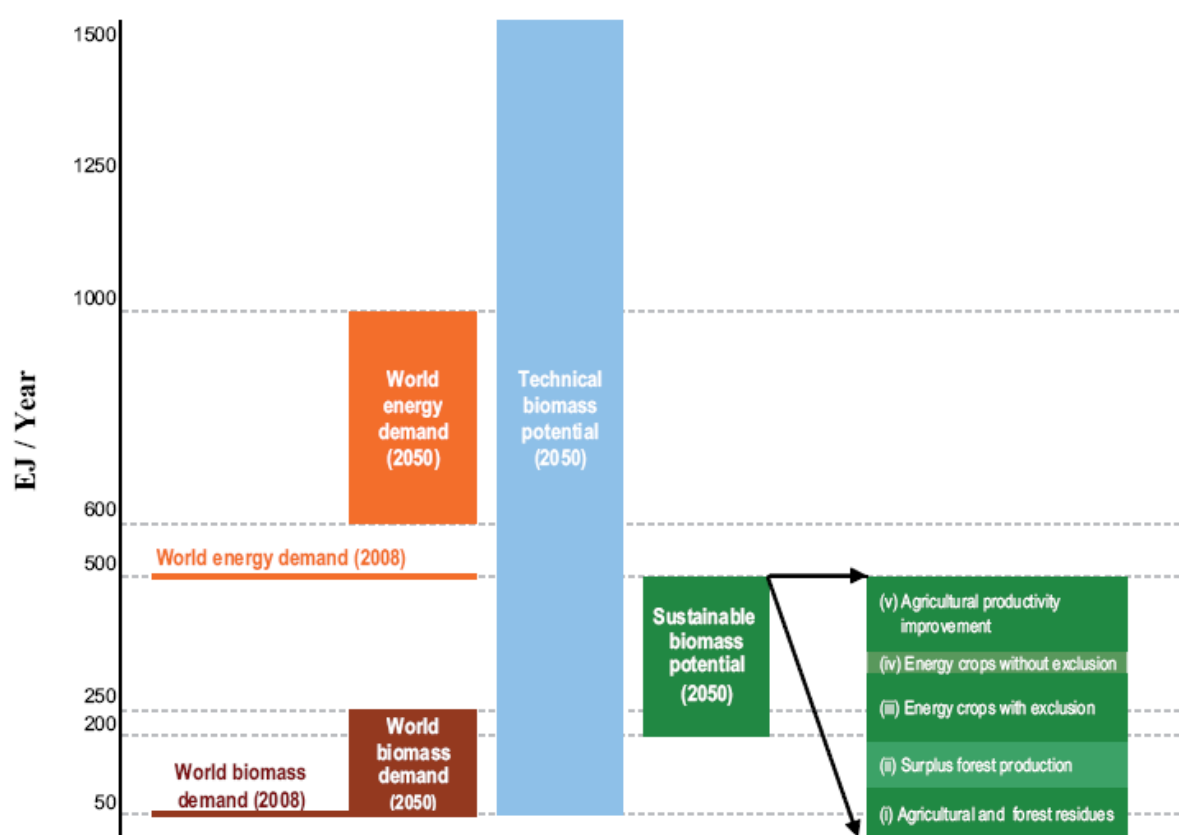 1500
1250
1000
600
500
250
200
50
EJ / Year
World
energy
demand
(2050)
Technical
biomass
potential
(2050)
World energy demand (2008)
Sustainable
biomass
potential
(2050)
World
biomass
demand
(2050)
World biomass
demand (2008)
(v) Agricultural productivity
improvement
(iv) Energy crops without exclusion
(iii) Energy crops with exclusion
(ii) Surplus forest production
(i) Agricultural and forest residues